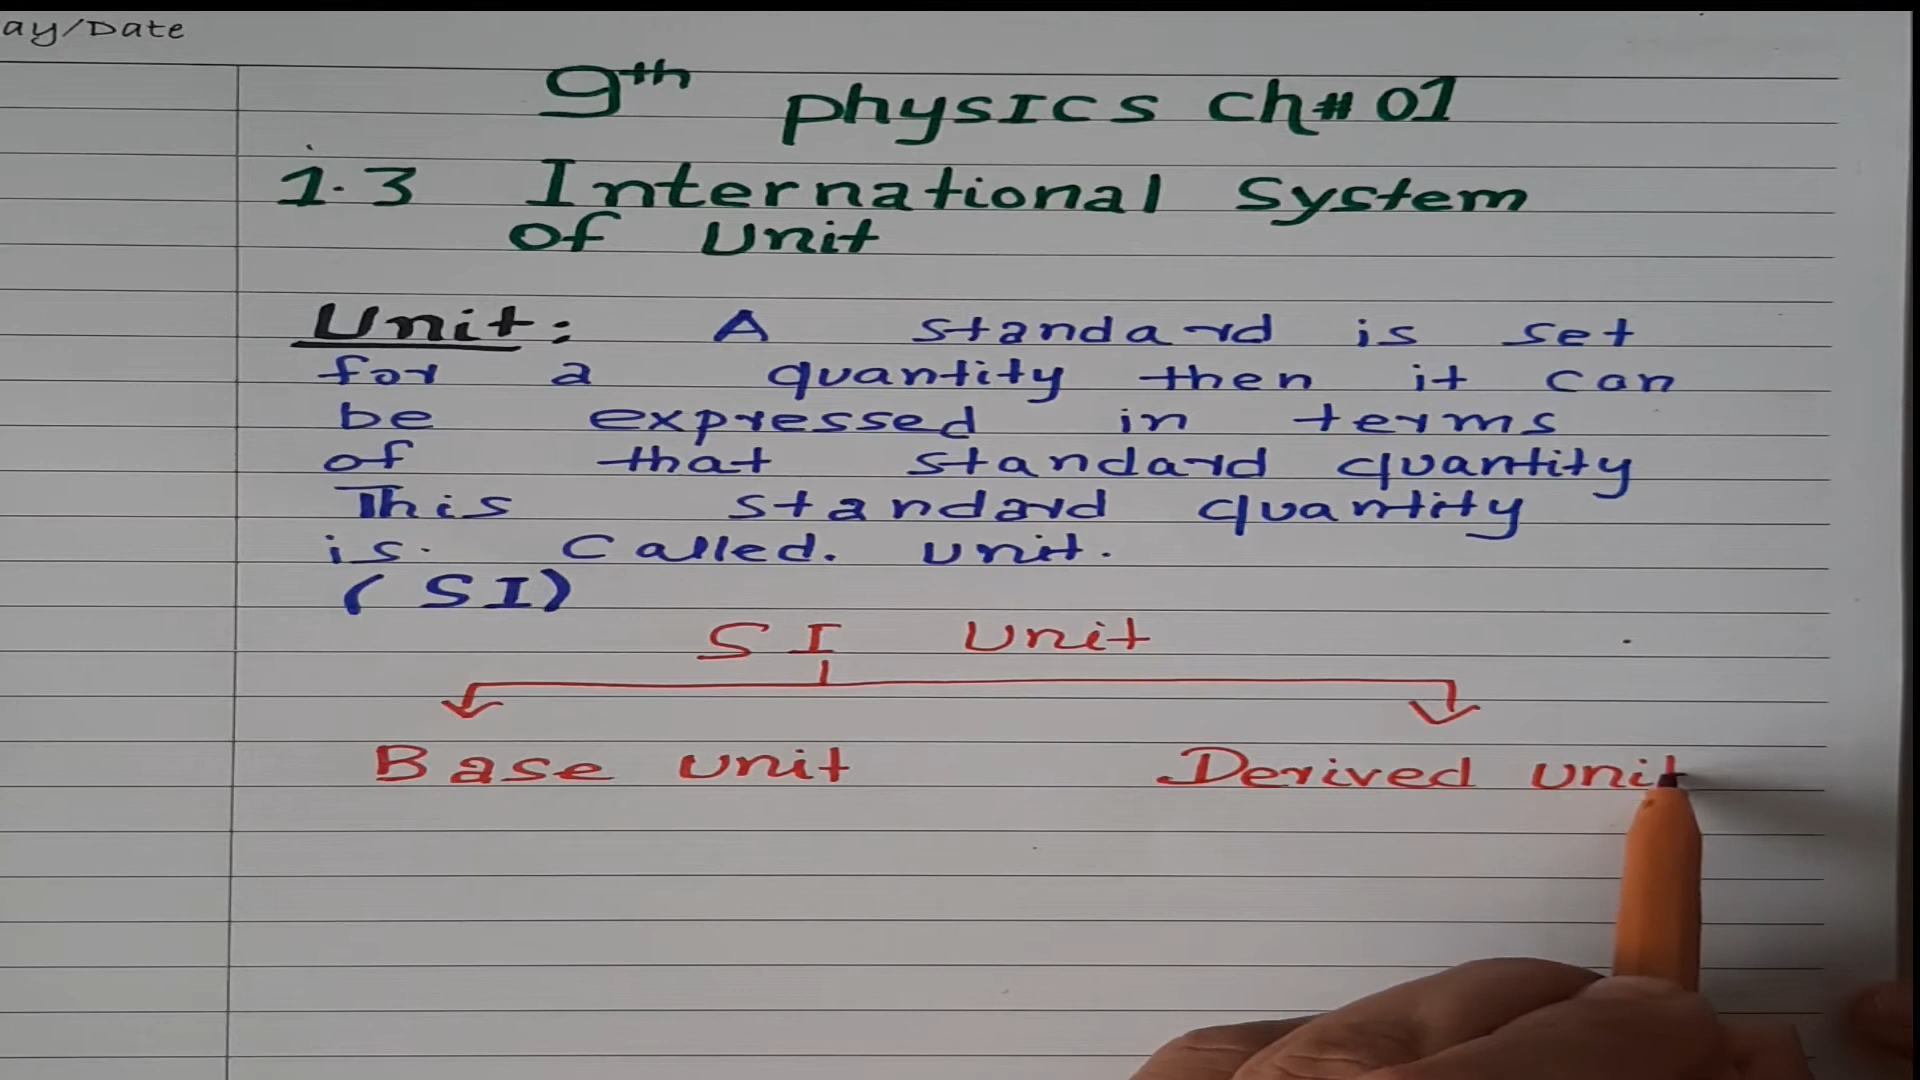 ay/Date
9th physics ch# 01
1.3 International System
of Unit
Unit: A standard is set
for a quantity then it can
be expressed in terms
of that standard quantity
This standard quantity
is. Called. unit.
(SI)
SI Unit
Base unit Derived unit